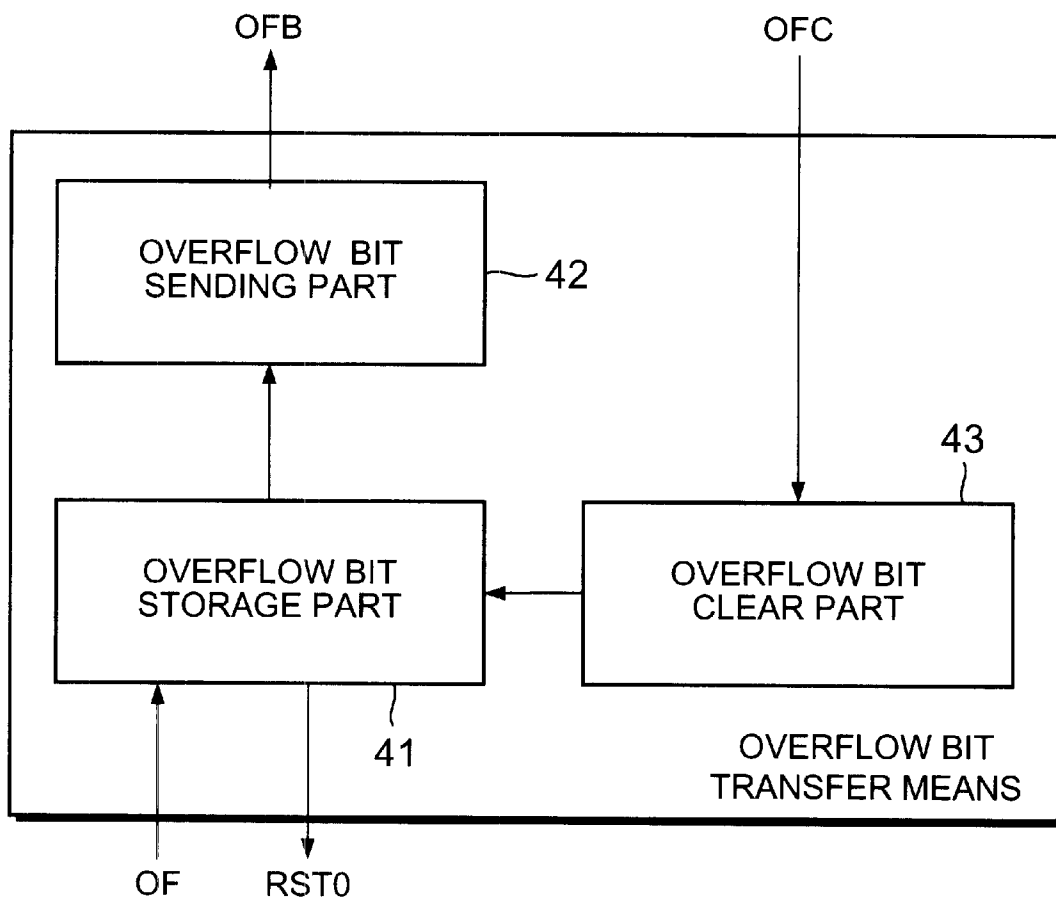 OFB
OFC
OVERFLOW BIT
SENDING PART
42
43
OVERFLOW BIT
STORAGE PART
OVERFLOW BIT
CLEAR PART
41
OVERFLOW BIT
TRANSFER MEANS
OF
RST0